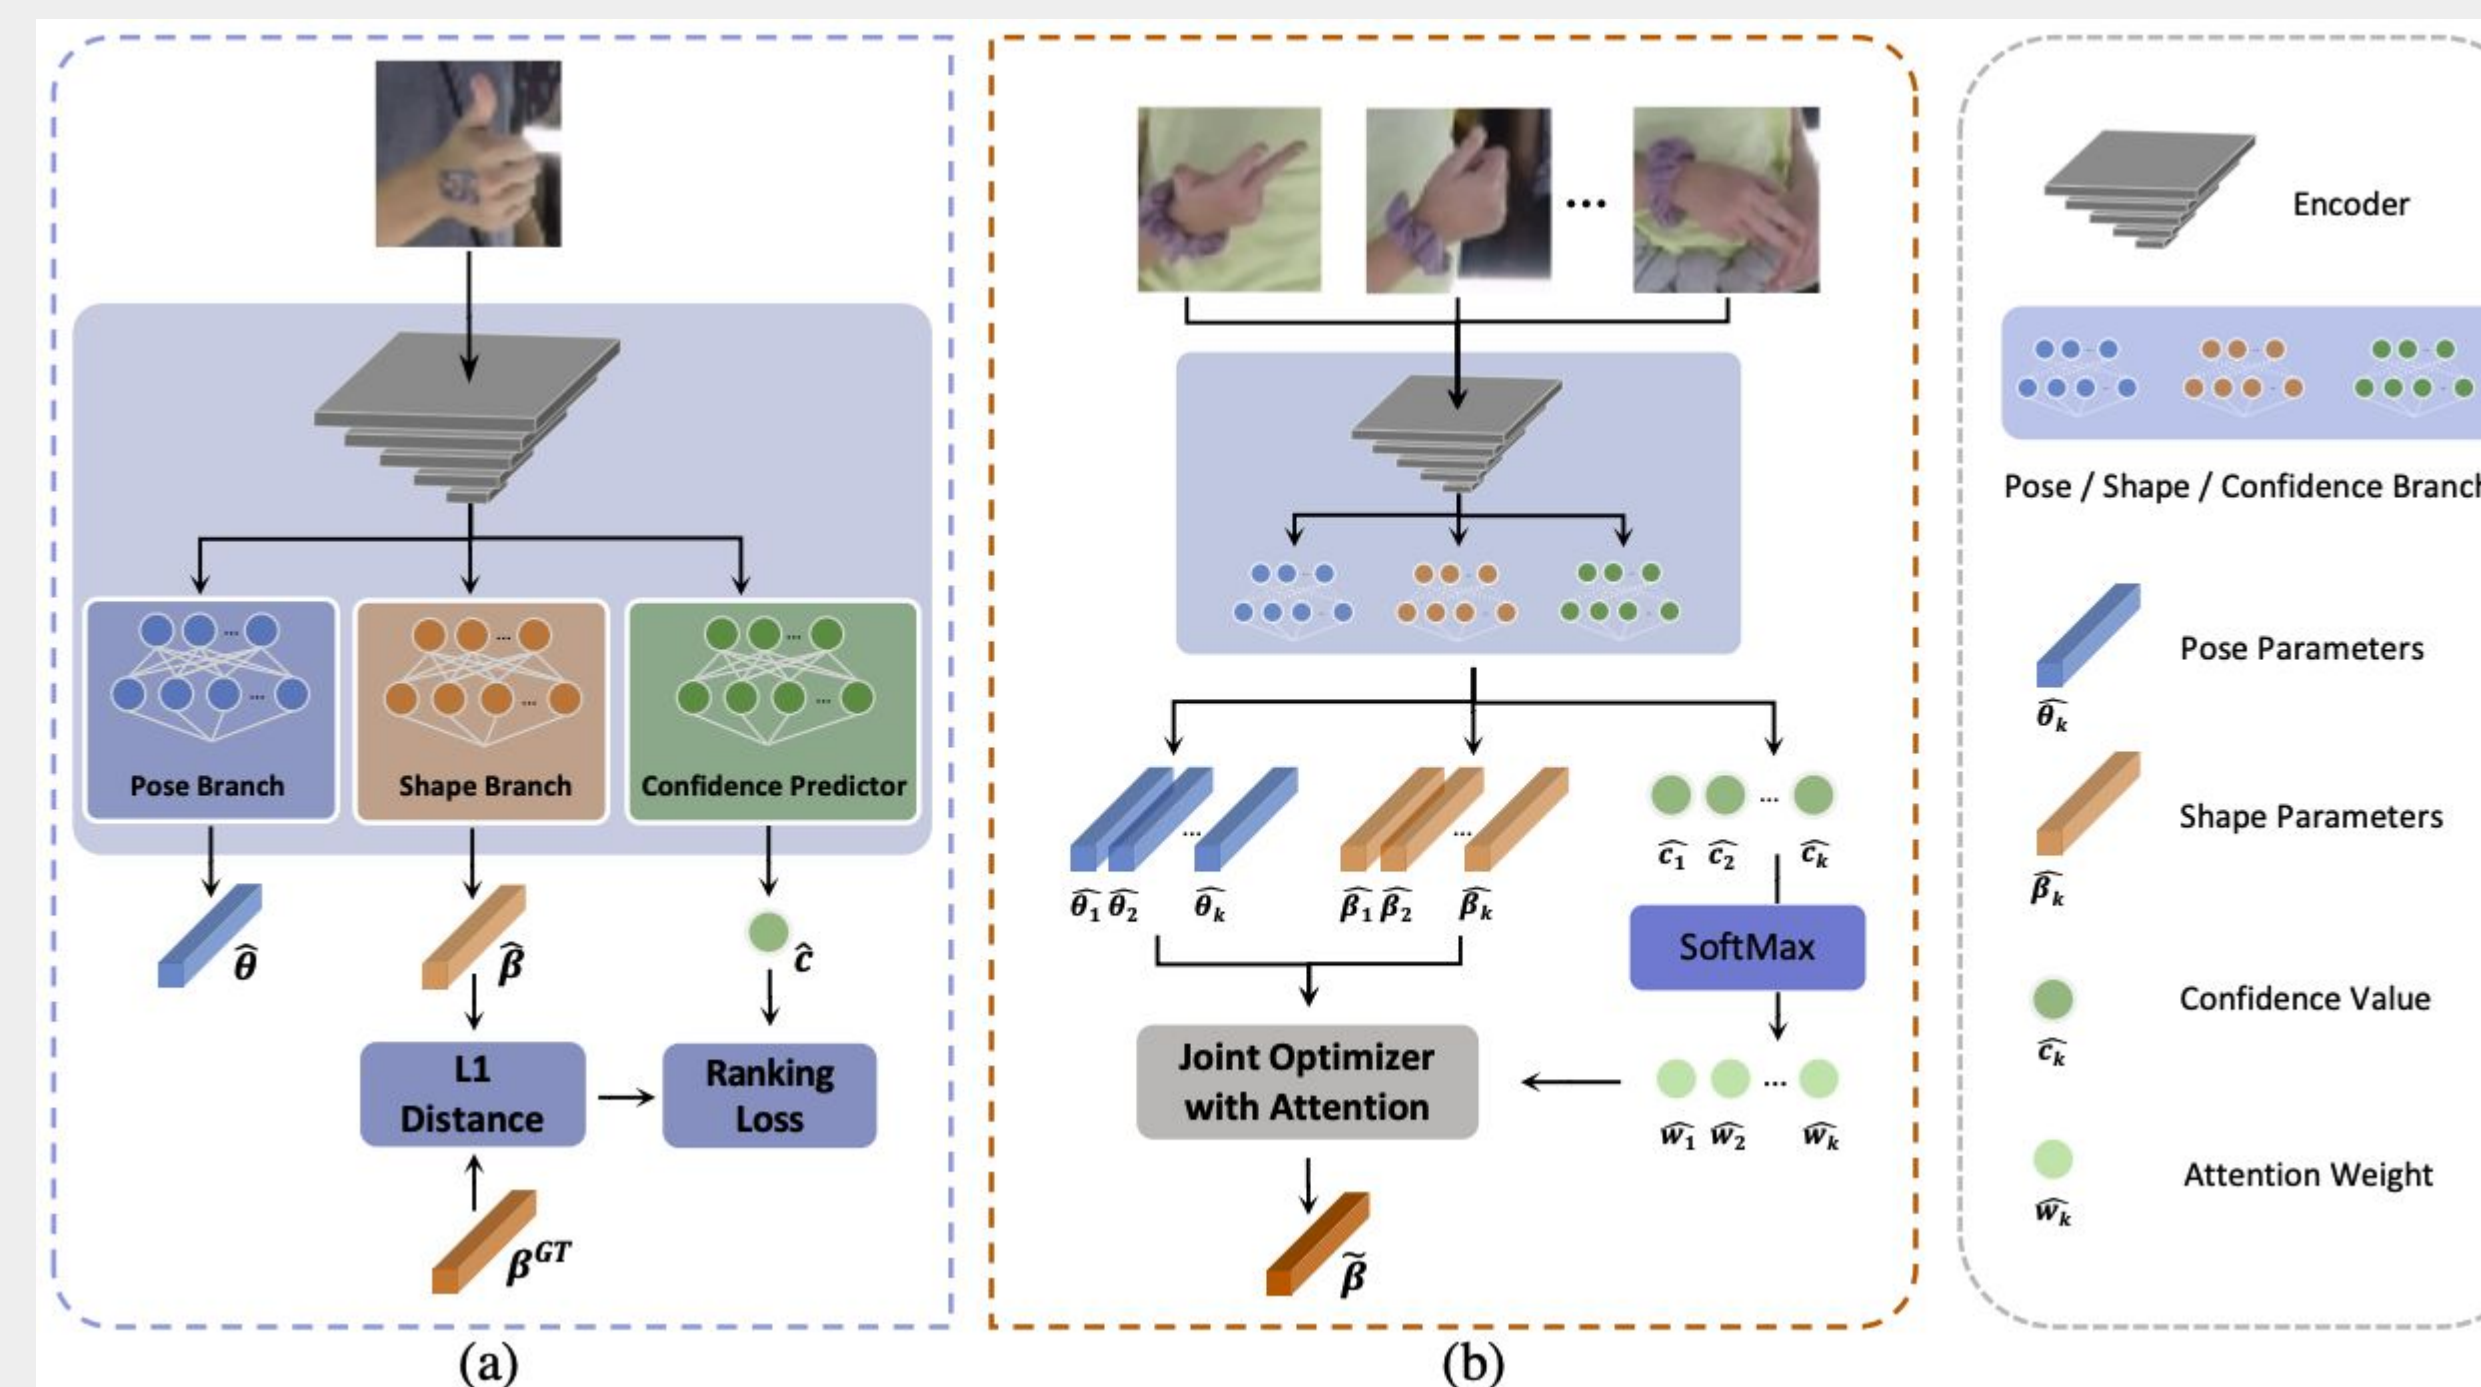 Pose Branch
Shape Branch
Confidence Predictor
θ̂
β̂
ĉ
L1
Distance
Ranking
Loss
β^GT
(a)
...
θ̂₁ θ̂₂ ... θ̂ₖ
β̂₁ β̂₂ ... β̂ₖ
ĉ₁ ĉ₂ ... ĉₖ
SoftMax
Joint Optimizer
with Attention
ŵ₁ ŵ₂ ... ŵₖ
β̃
(b)
Encoder
Pose / Shape / Confidence Branch
Pose Parameters
θ̂ₖ
Shape Parameters
β̂ₖ
Confidence Value
ĉₖ
Attention Weight
ŵₖ